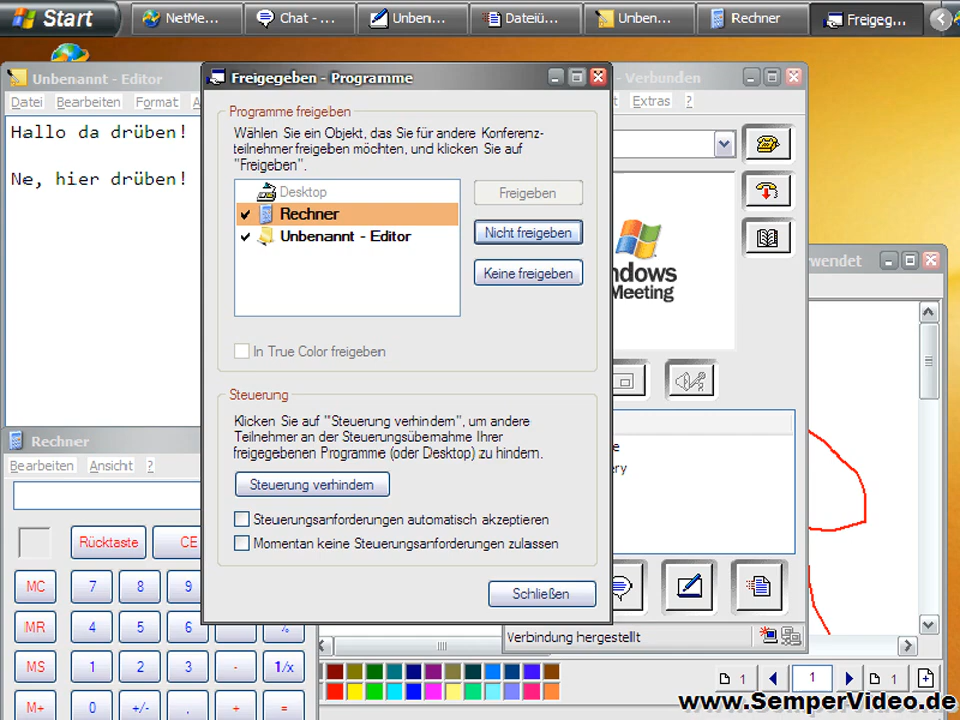 Start
NetMe...
Chat - ...
Unben...
Dateiü...
Unben...
Rechner
Freigeg...
Unbenannt - Editor
Datei Bearbeiten Format
Hallo da drüben!
Ne, hier drüben!
Freigegeben - Programme
Programme freigeben
Wählen Sie ein Objekt, das Sie für andere Konferenz-
teilnehmer freigeben möchten, und klicken Sie auf
"Freigeben".
Desktop
Rechner
Unbenannt - Editor
Freigeben
Nicht freigeben
Keine freigeben
In True Color freigeben
Steuerung
Klicken Sie auf "Steuerung verhindern", um andere
Teilnehmer an der Steuerungsübernahme Ihrer
freigegebenen Programme (oder Desktop) zu hindern.
Steuerung verhindern
Steuerungsanforderungen automatisch akzeptieren
Momentan keine Steuerungsanforderungen zulassen
Schließen
- Verbunden
Extras ?
ndows
Meeting
Verbindung hergestellt
rwendet
Rechner
Bearbeiten Ansicht ?
Rücktaste CE
MC 7 8 9
MR 4 5 6 %
MS 1 2 3 - 1/x
M+ 0 +/- , + =
1 1 1
www.SemperVideo.de